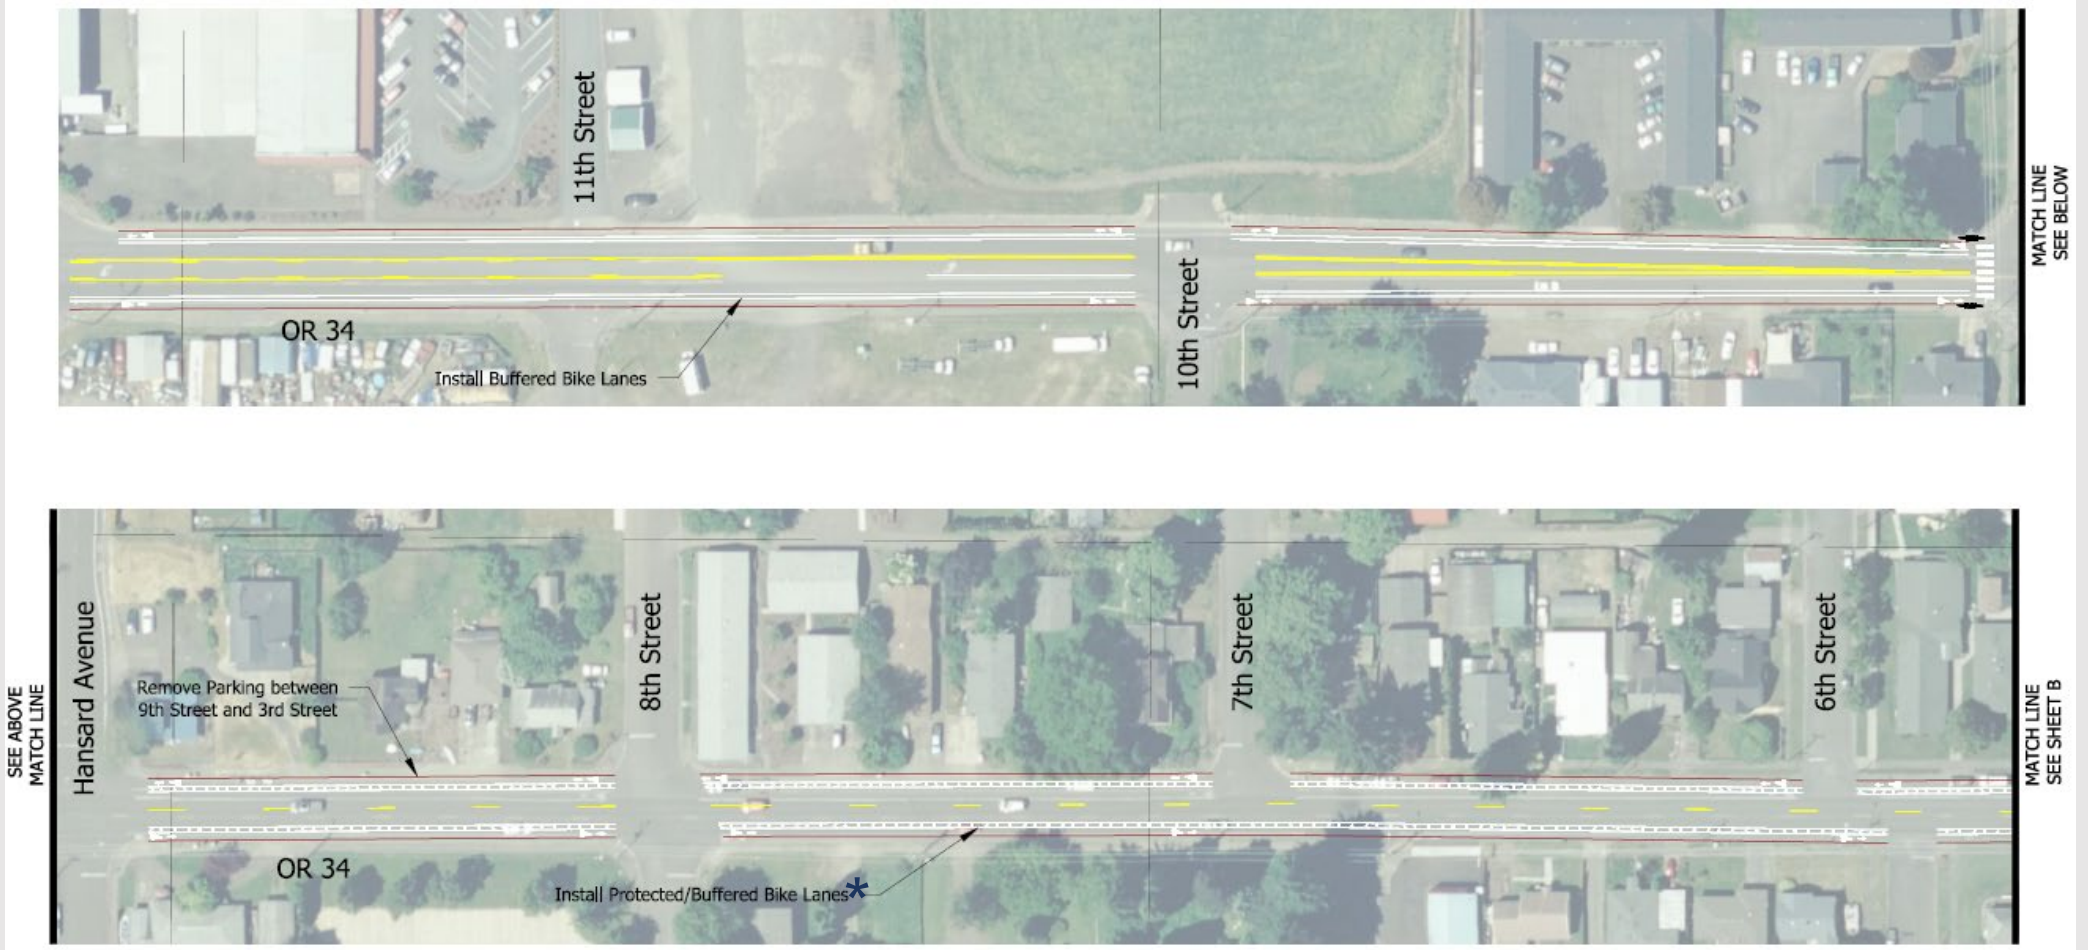 11th Street
10th Street
OR 34
Install Buffered Bike Lanes
MATCH LINE
SEE BELOW
SEE ABOVE
MATCH LINE
Hansard Avenue
Remove Parking between
9th Street and 3rd Street
8th Street
7th Street
6th Street
OR 34
Install Protected/Buffered Bike Lanes*
MATCH LINE
SEE SHEET B